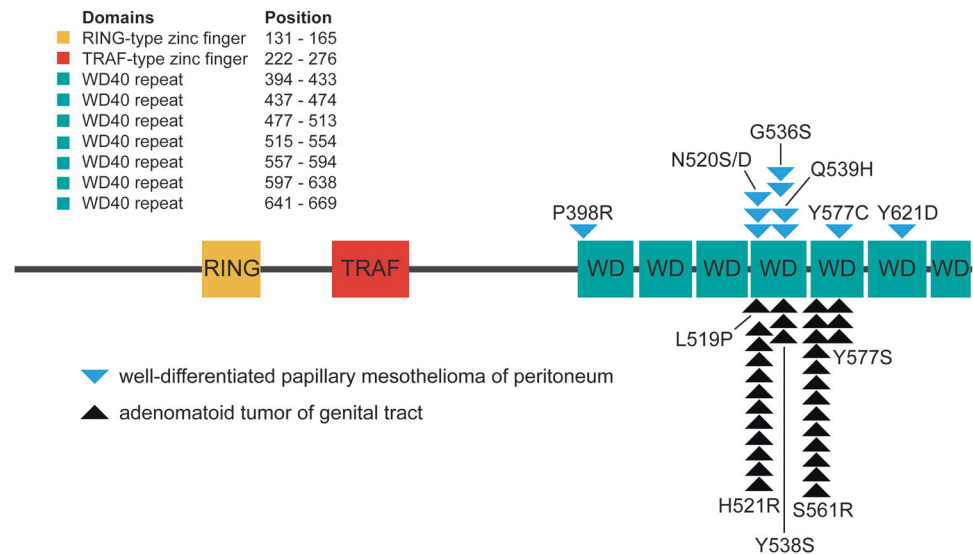 Domains Position
RING-type zinc finger 131 - 165
TRAF-type zinc finger 222 - 276
WD40 repeat 394 - 433
WD40 repeat 437 - 474
WD40 repeat 477 - 513
WD40 repeat 515 - 554
WD40 repeat 557 - 594
WD40 repeat 597 - 638
WD40 repeat 641 - 669
G536S
N520S/D
Q539H
P398R
Y577C
Y621D
RING TRAF WD WD WD WD WD WD WD
L519P
Y577S
well-differentiated papillary mesothelioma of peritoneum
adenomatoid tumor of genital tract
H521R
S561R
Y538S